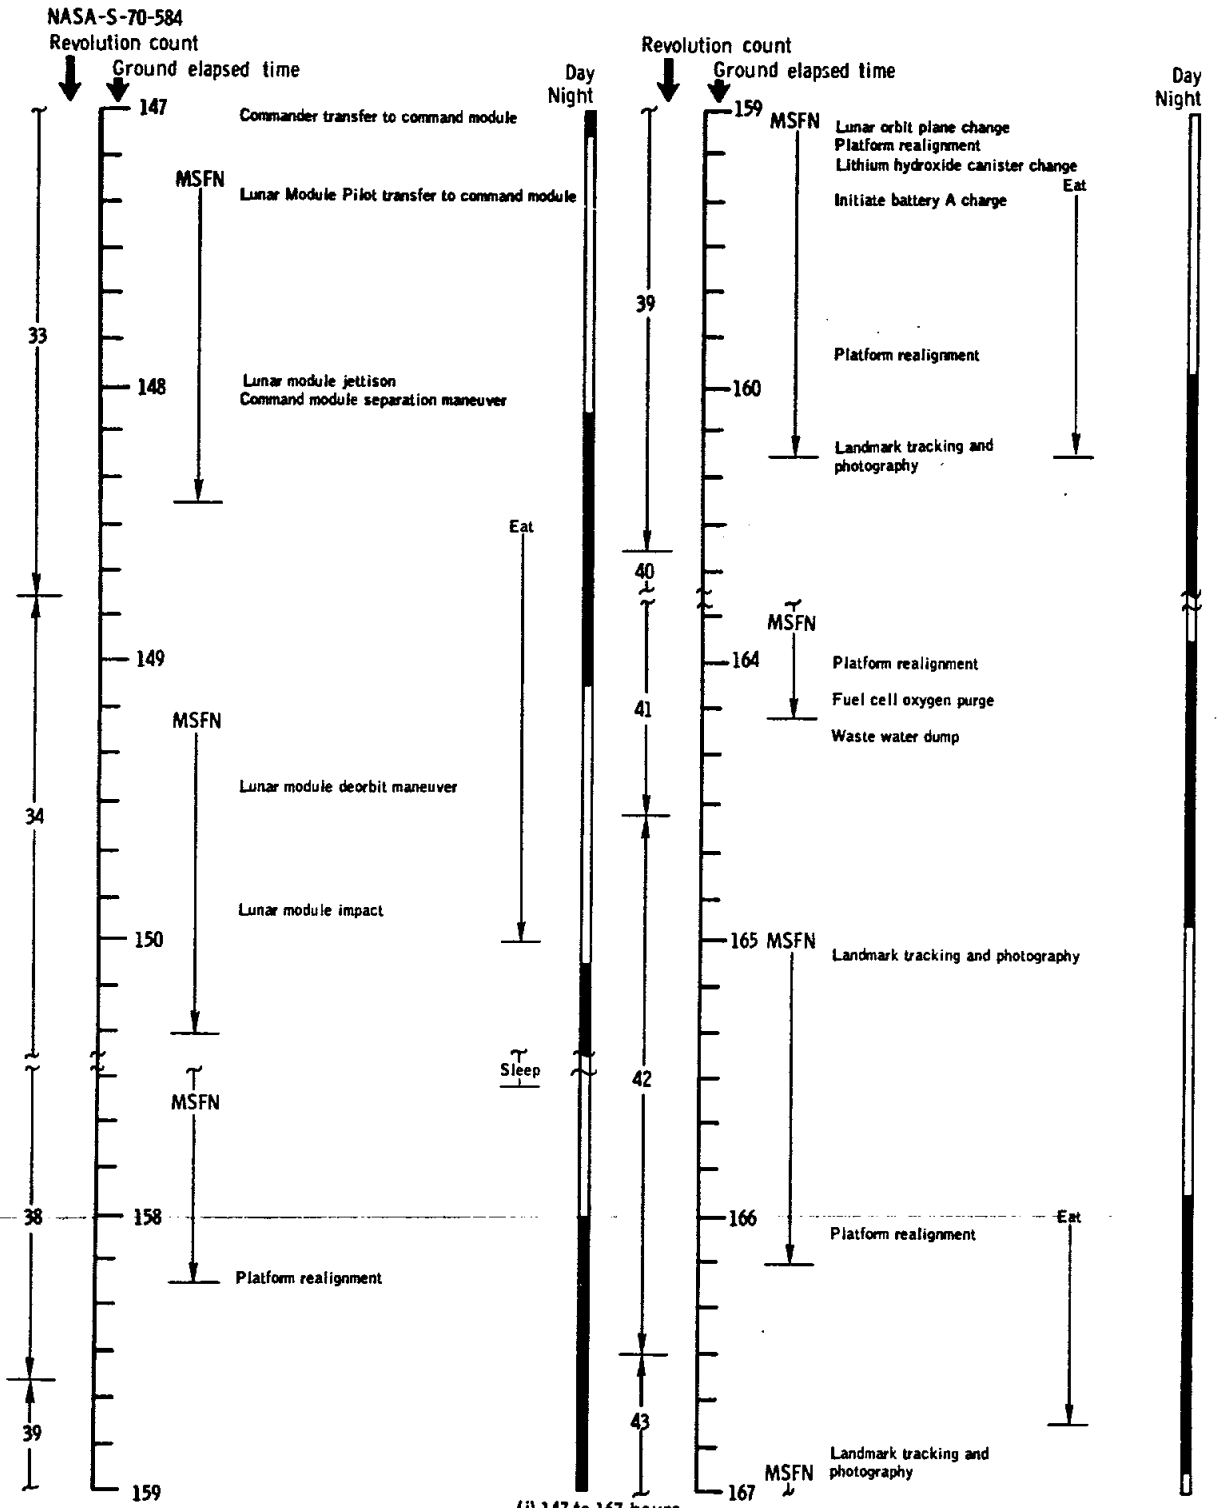 NASA-S-70-584
Revolution count
Ground elapsed time
Day
Night
147
Commander transfer to command module
MSFN
Lunar Module Pilot transfer to command module
33
148
Lunar module jettison
Command module separation maneuver
Eat
149
MSFN
Lunar module deorbit maneuver
34
Lunar module impact
150
Sleep
MSFN
38
158
Platform realignment
39
159
Revolution count
Ground elapsed time
Day
Night
159
MSFN
Lunar orbit plane change
Platform realignment
Lithium hydroxide canister change
Eat
Initiate battery A charge
39
Platform realignment
160
Landmark tracking and
photography
40
MSFN
164
Platform realignment
Fuel cell oxygen purge
41
Waste water dump
165
MSFN
Landmark tracking and photography
42
166
Eat
Platform realignment
43
Landmark tracking and
photography
MSFN
167
(j) 147 to 167 hours